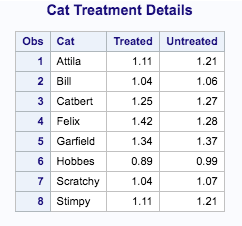 Cat Treatment Details
Obs Cat Treated Untreated
1 Attila 1.11 1.21
2 Bill 1.04 1.06
3 Catbert 1.25 1.27
4 Felix 1.42 1.28
5 Garfield 1.34 1.37
6 Hobbes 0.89 0.99
7 Scratchy 1.04 1.07
8 Stimpy 1.11 1.21